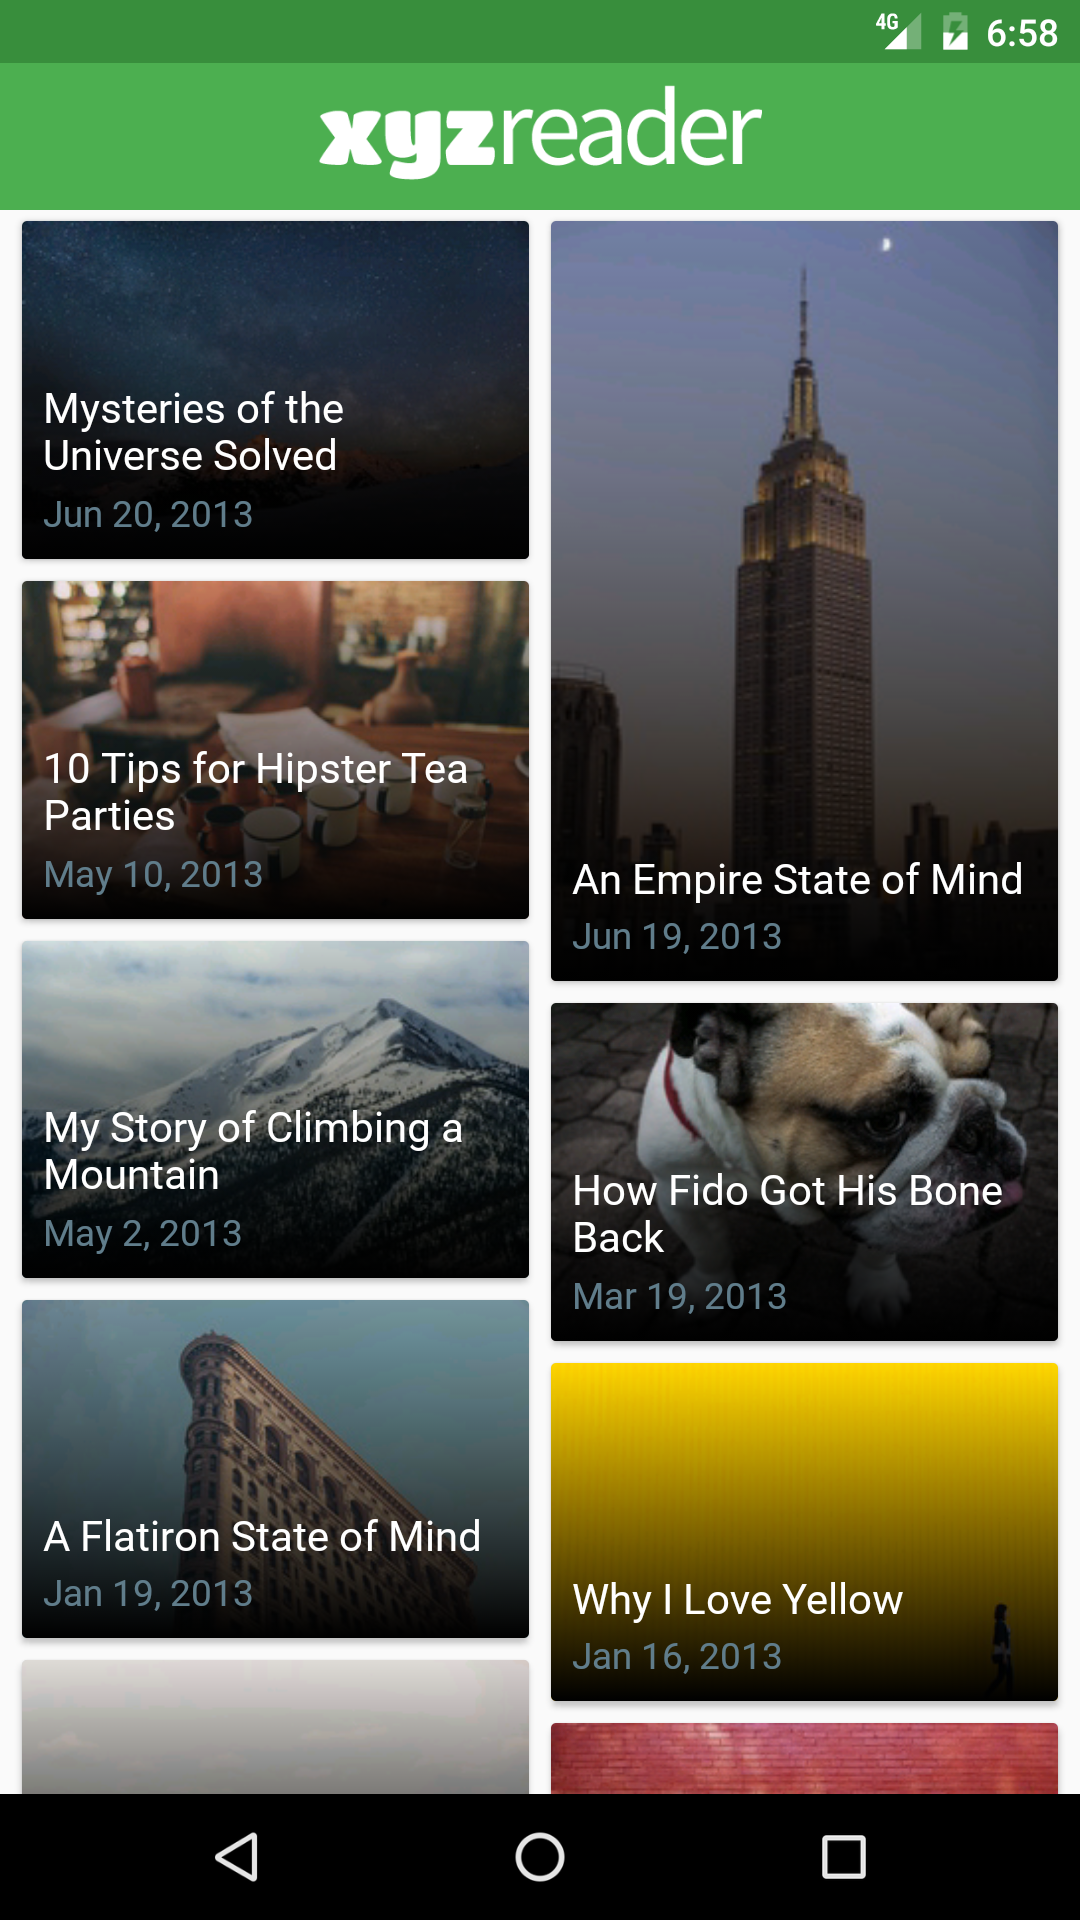 4G 6:58
xyzreader
Mysteries of the
Universe Solved
Jun 20, 2013
An Empire State of Mind
Jun 19, 2013
10 Tips for Hipster Tea
Parties
May 10, 2013
My Story of Climbing a
Mountain
May 2, 2013
How Fido Got His Bone
Back
Mar 19, 2013
A Flatiron State of Mind
Jan 19, 2013
Why I Love Yellow
Jan 16, 2013